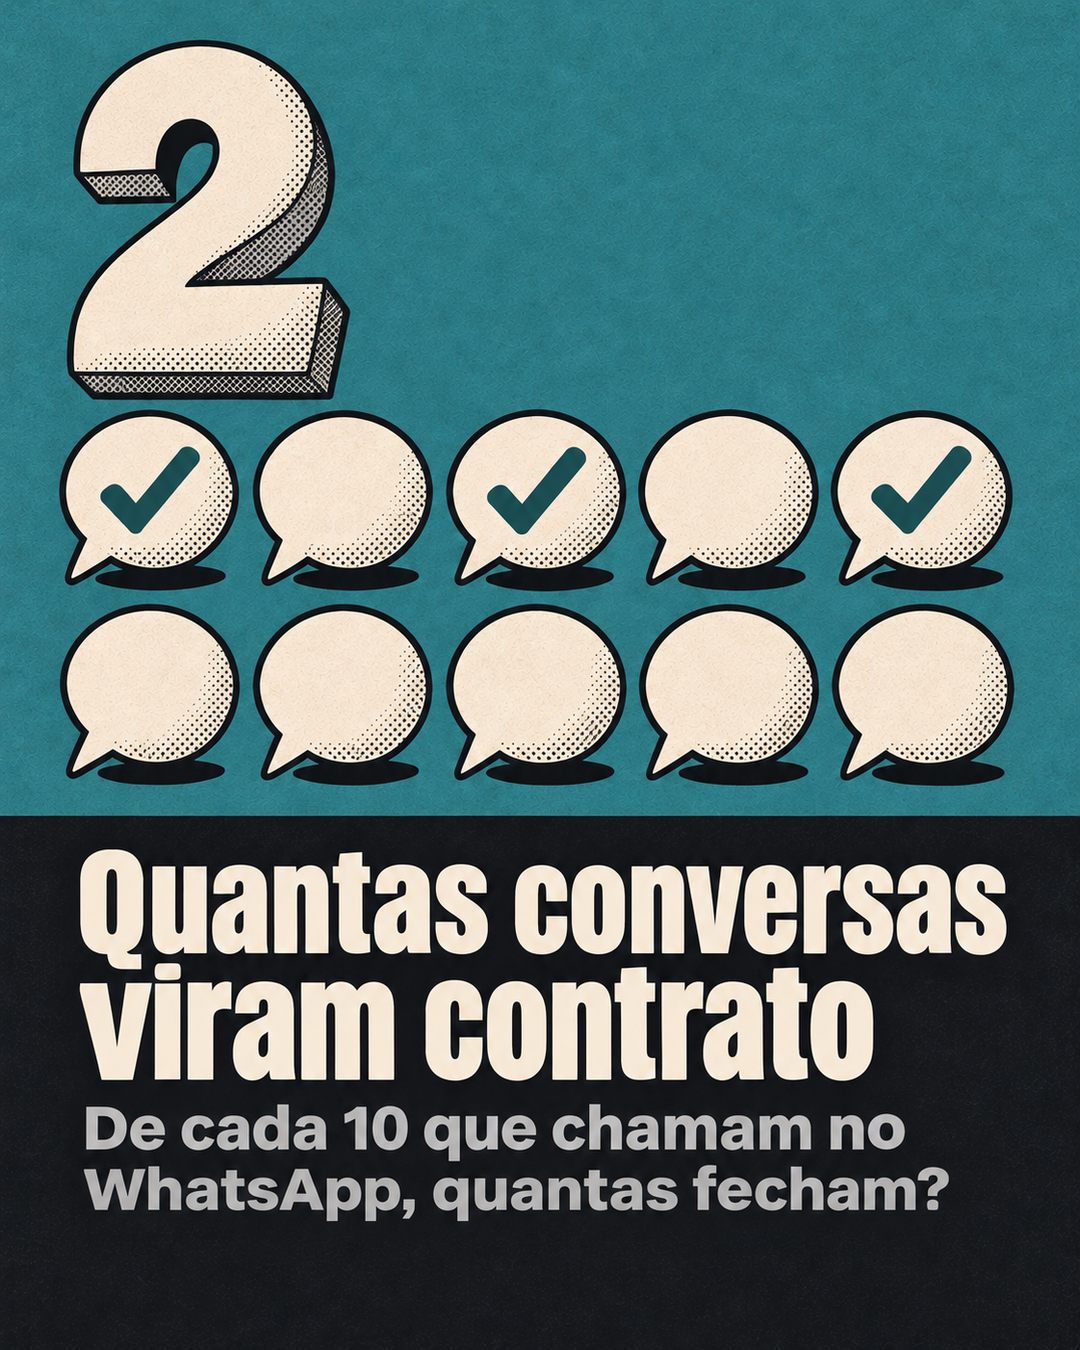 2
Quantas conversas
viram contrato
De cada 10 que chamam no
WhatsApp, quantas fecham?